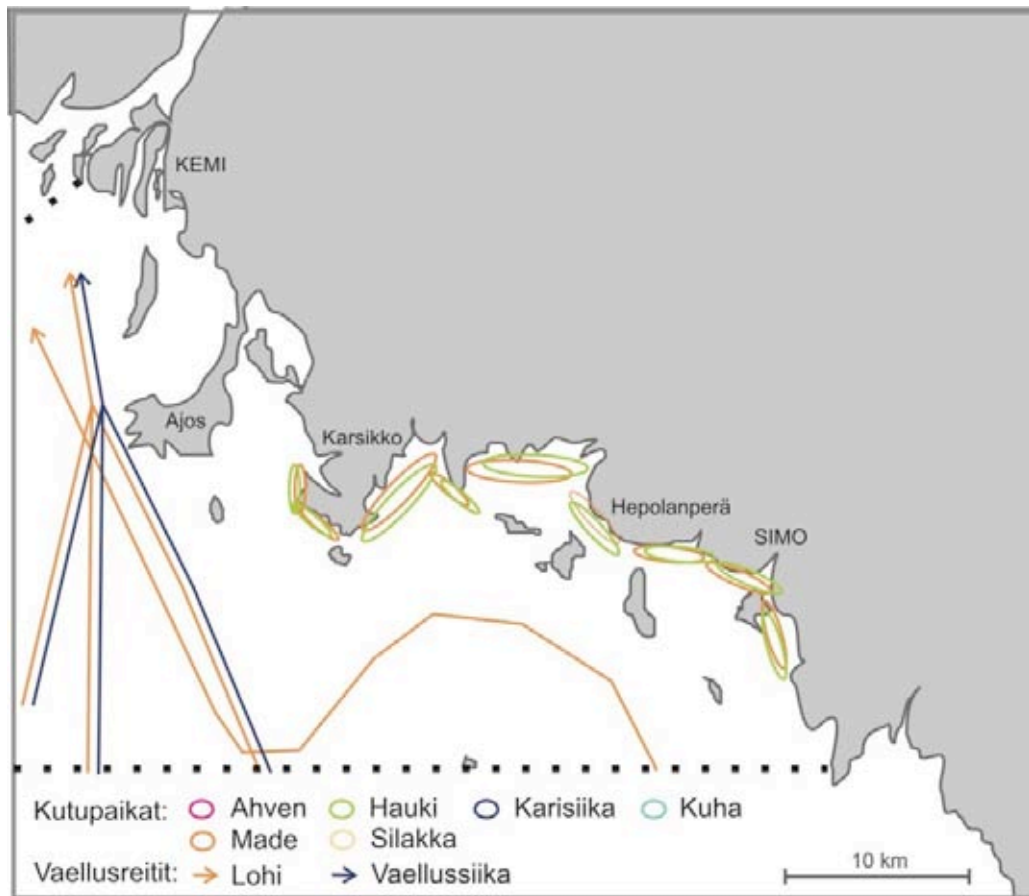 KEMI
Ajos
Karsikko
Hepolanperä
SIMO
Kutupaikat: Ahven Hauki Karisiika Kuha
Made Silakka
Vaellusreitit: Lohi Vaellussiika
10 km